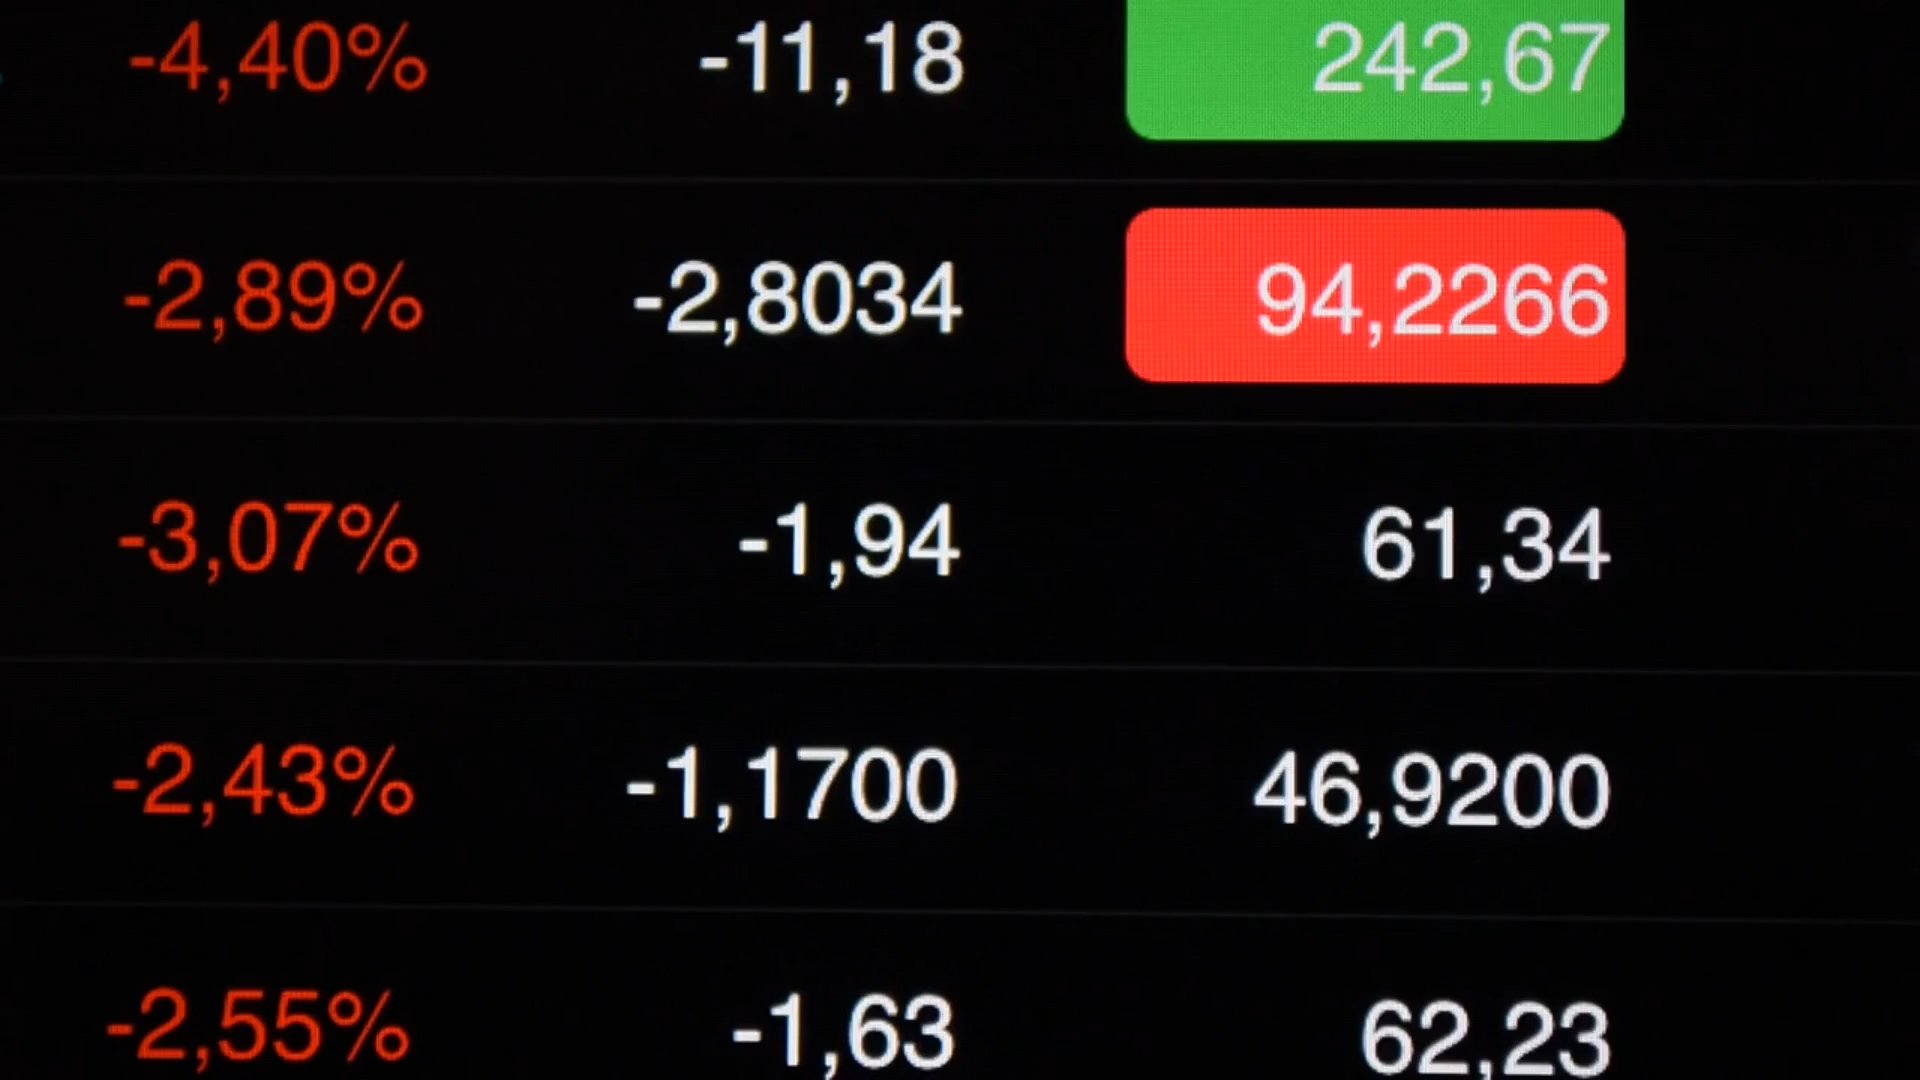 -4,40% -11,18 242,67
-2,89% -2,8034 94,2266
-3,07% -1,94 61,34
-2,43% -1,1700 46,9200
-2,55% -1,63 62,23